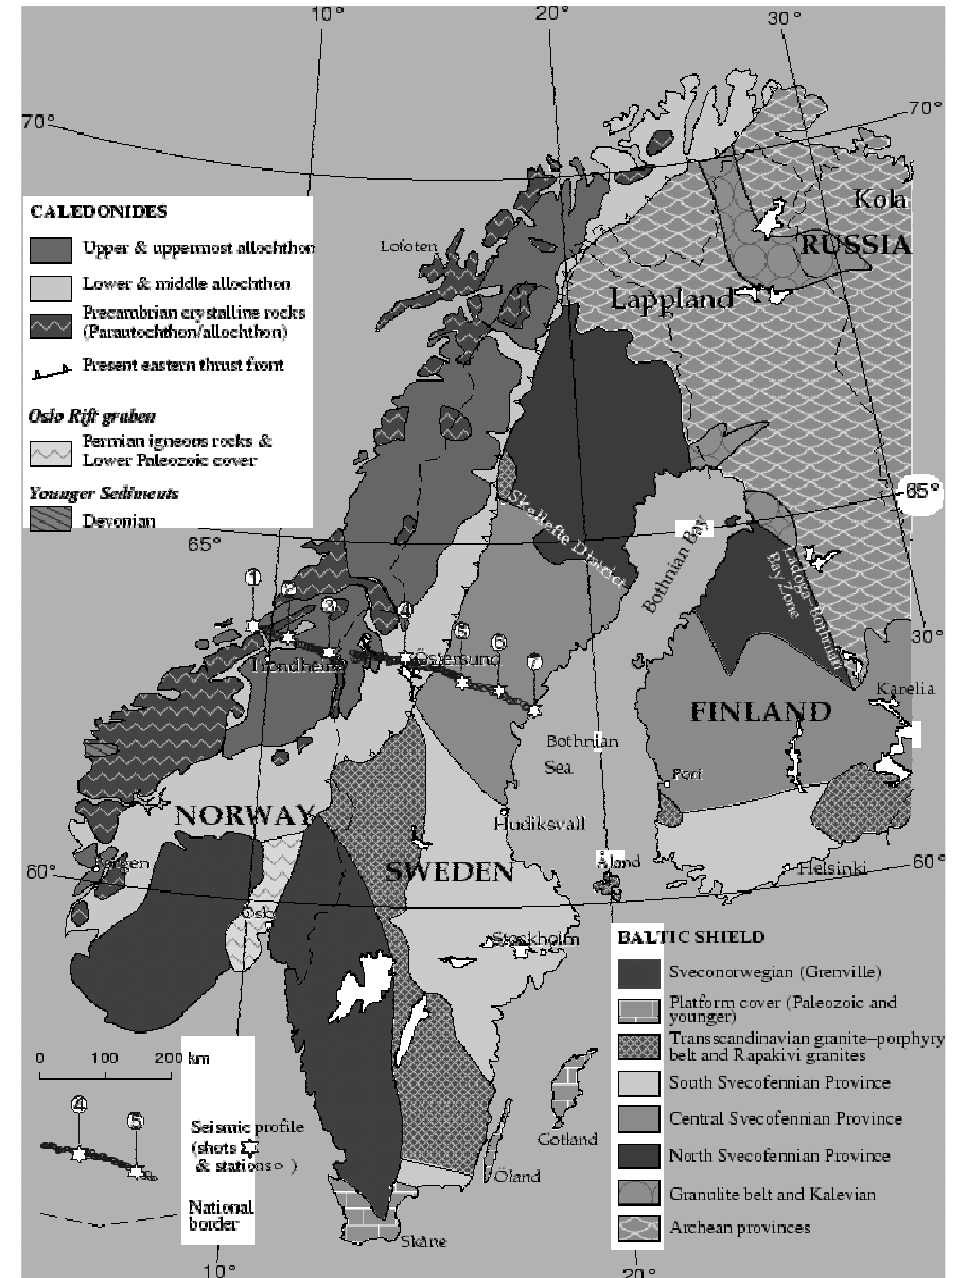 10°
20°
30°
70°
70°
Kola
RUSSIA
Lofoten
Lappland
CALEDONIDES
Upper & uppermost allochthon
Lower & middle allochthon
Precambrian crystalline rocks
(Parautochthon/allochthon)
Present eastern thrust front
Oslo Rift graben
Permian igneous rocks &
Lower Paleozoic cover
Younger Sediments
Devonian
65°
65°
Skellefte District
Bothnian Bay
Ladoga-Bothnian
Bay Zone
1
2
3
4
5
6
7
30°
Trondheim
Östersund
Karelia
FINLAND
Bothnian
Sea
Pori
NORWAY
Hudiksvall
SWEDEN
Bergen
60°
Åland
Helsinki
60°
Oslo
Stockholm
BALTIC SHIELD
Sveconorwegian (Grenville)
Platform cover (Paleozoic and
younger)
Transscandinavian granite-porphyry
belt and Rapakivi granites
South Svecofennian Province
Central Svecofennian Province
North Svecofennian Province
Granulite belt and Kalevian
Archean provinces
0 100 200 km
4
5
Seismic profile
(shots
& stations )
National
border
Gotland
Öland
Skåne
10°
20°